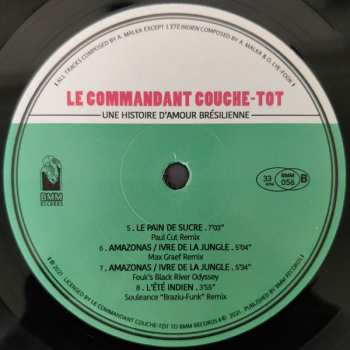 ALL TRACKS COMPOSED BY A. MALKA EXCEPT L'ÉTÉ INDIEN COMPOSED BY A. MALKA & O. LYE-FOOK
LE COMMANDANT COUCHE-TOT
UNE HISTOIRE D'AMOUR BRÉSILIENNE
BMM
RECORDS
33
RPM
BMM
056
B
5 . LE PAIN DE SUCRE . 7'03"
Paul Cut Remix
6 . AMAZONAS / IVRE DE LA JUNGLE . 5'04"
Max Graef Remix
7 . AMAZONAS / IVRE DE LA JUNGLE . 5'34"
Fouk's Black River Odyssey
8 . L'ÉTÉ INDIEN . 3'55"
Souleance "Braziu-Funk" Remix
℗ 2021. LICENSED BY LE COMMANDANT COUCHE-TOT TO BMM RECORDS © 2021. PUBLISHED BY BMM RECORDS